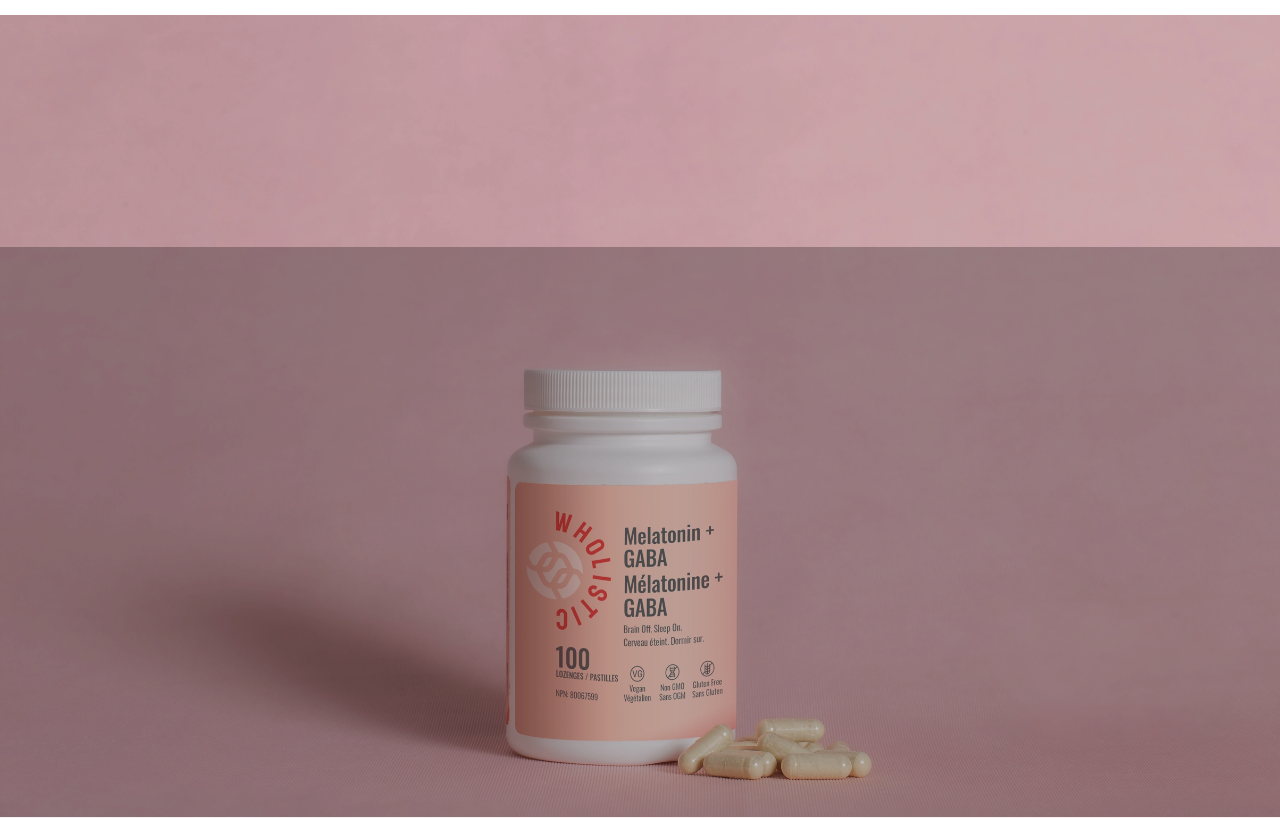 WHOLISTIC
Melatonin +
GABA
Mélatonine +
GABA
Brain Off. Sleep On.
Cerveau éteint. Dormir sur.
100
LOZENGES / PASTILLES
NPN: 80067599
VG
Vegan
Végétalien
Non GMO
Sans OGM
Gluten Free
Sans Gluten